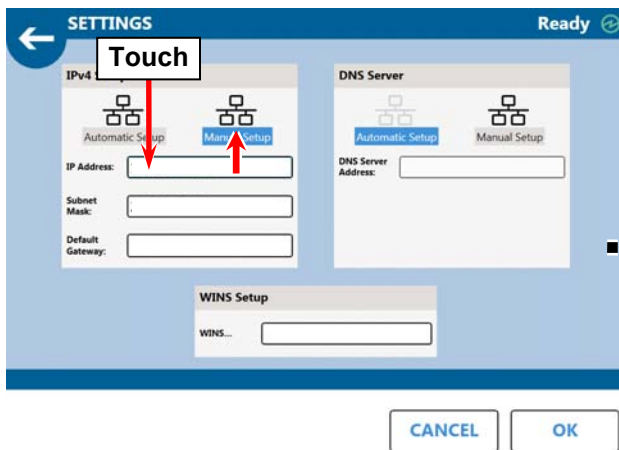 SETTINGS
Ready
Touch
IPv4
Automatic Setup
Manual Setup
IP Address:
Subnet
Mask:
Default
Gateway:
DNS Server
Automatic Setup
Manual Setup
DNS Server
Address:
WINS Setup
WINS...
CANCEL
OK